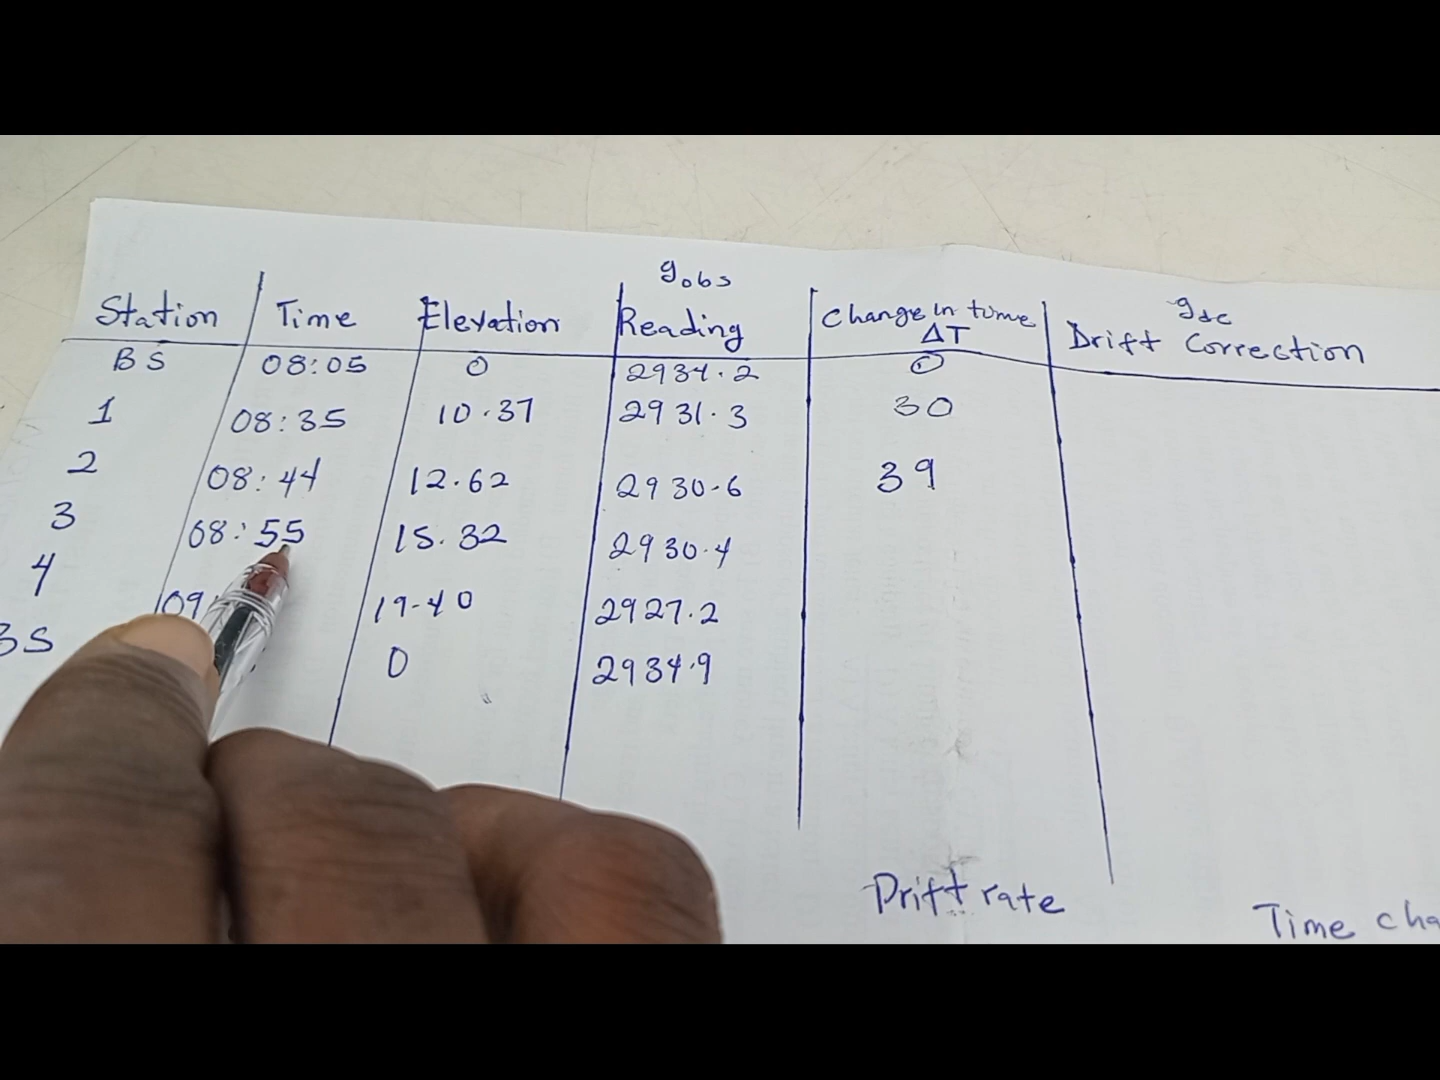 gobs
Station Time Elevation Reading Change in time ΔT gdc Drift Correction
BS 08:05 0 2934.2 0
1 08:35 10.37 2931.3 30
2 08:44 12.62 2930.6 39
3 08:55 15.32 2930.4
4 09: 19.40 2927.2
BS 0 2934.9
Drift rate
Time cha